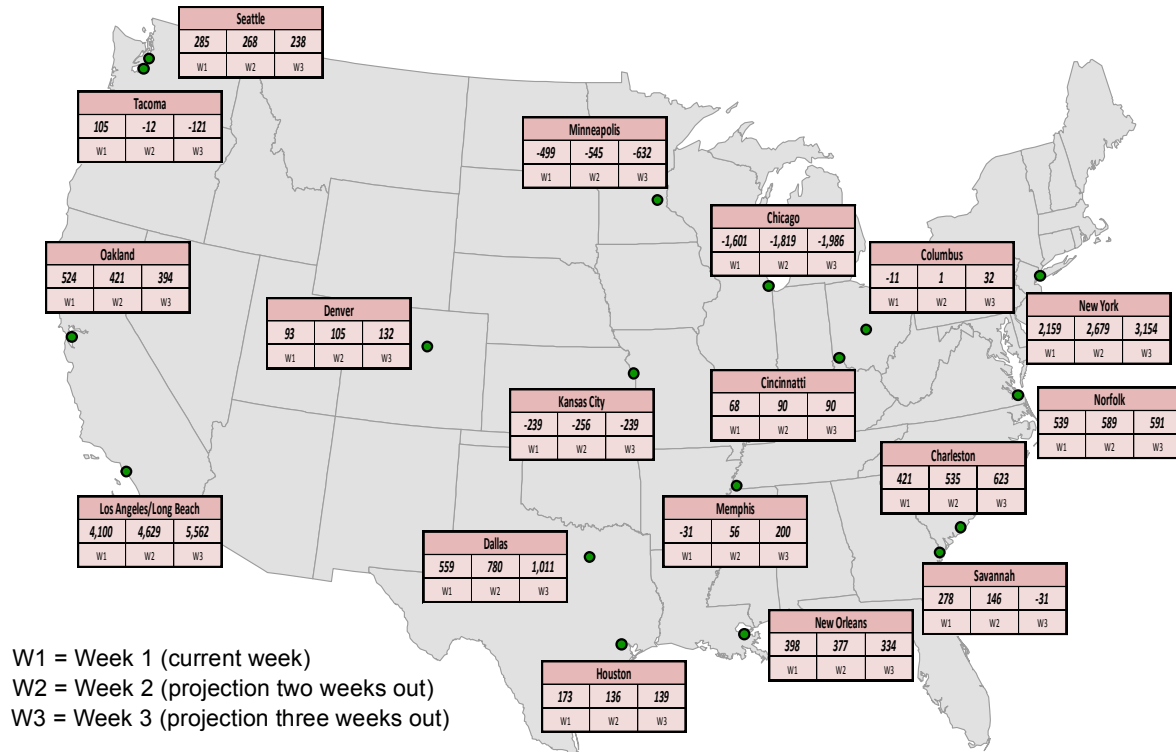 Seattle
285 268 238
W1 W2 W3
Tacoma
105 -12 -121
W1 W2 W3
Minneapolis
-499 -545 -632
W1 W2 W3
Chicago
-1,601 -1,819 -1,986
W1 W2 W3
Oakland
524 421 394
W1 W2 W3
Columbus
-11 1 32
W1 W2 W3
Denver
93 105 132
W1 W2 W3
New York
2,159 2,679 3,154
W1 W2 W3
Cincinnatti
68 90 90
W1 W2 W3
Kansas City
-239 -256 -239
W1 W2 W3
Norfolk
539 589 591
W1 W2 W3
Charleston
421 535 623
W1 W2 W3
Los Angeles/Long Beach
4,100 4,629 5,562
W1 W2 W3
Memphis
-31 56 200
W1 W2 W3
Dallas
559 780 1,011
W1 W2 W3
Savannah
278 146 -31
W1 W2 W3
New Orleans
398 377 334
W1 W2 W3
Houston
173 136 139
W1 W2 W3
W1 = Week 1 (current week)
W2 = Week 2 (projection two weeks out)
W3 = Week 3 (projection three weeks out)